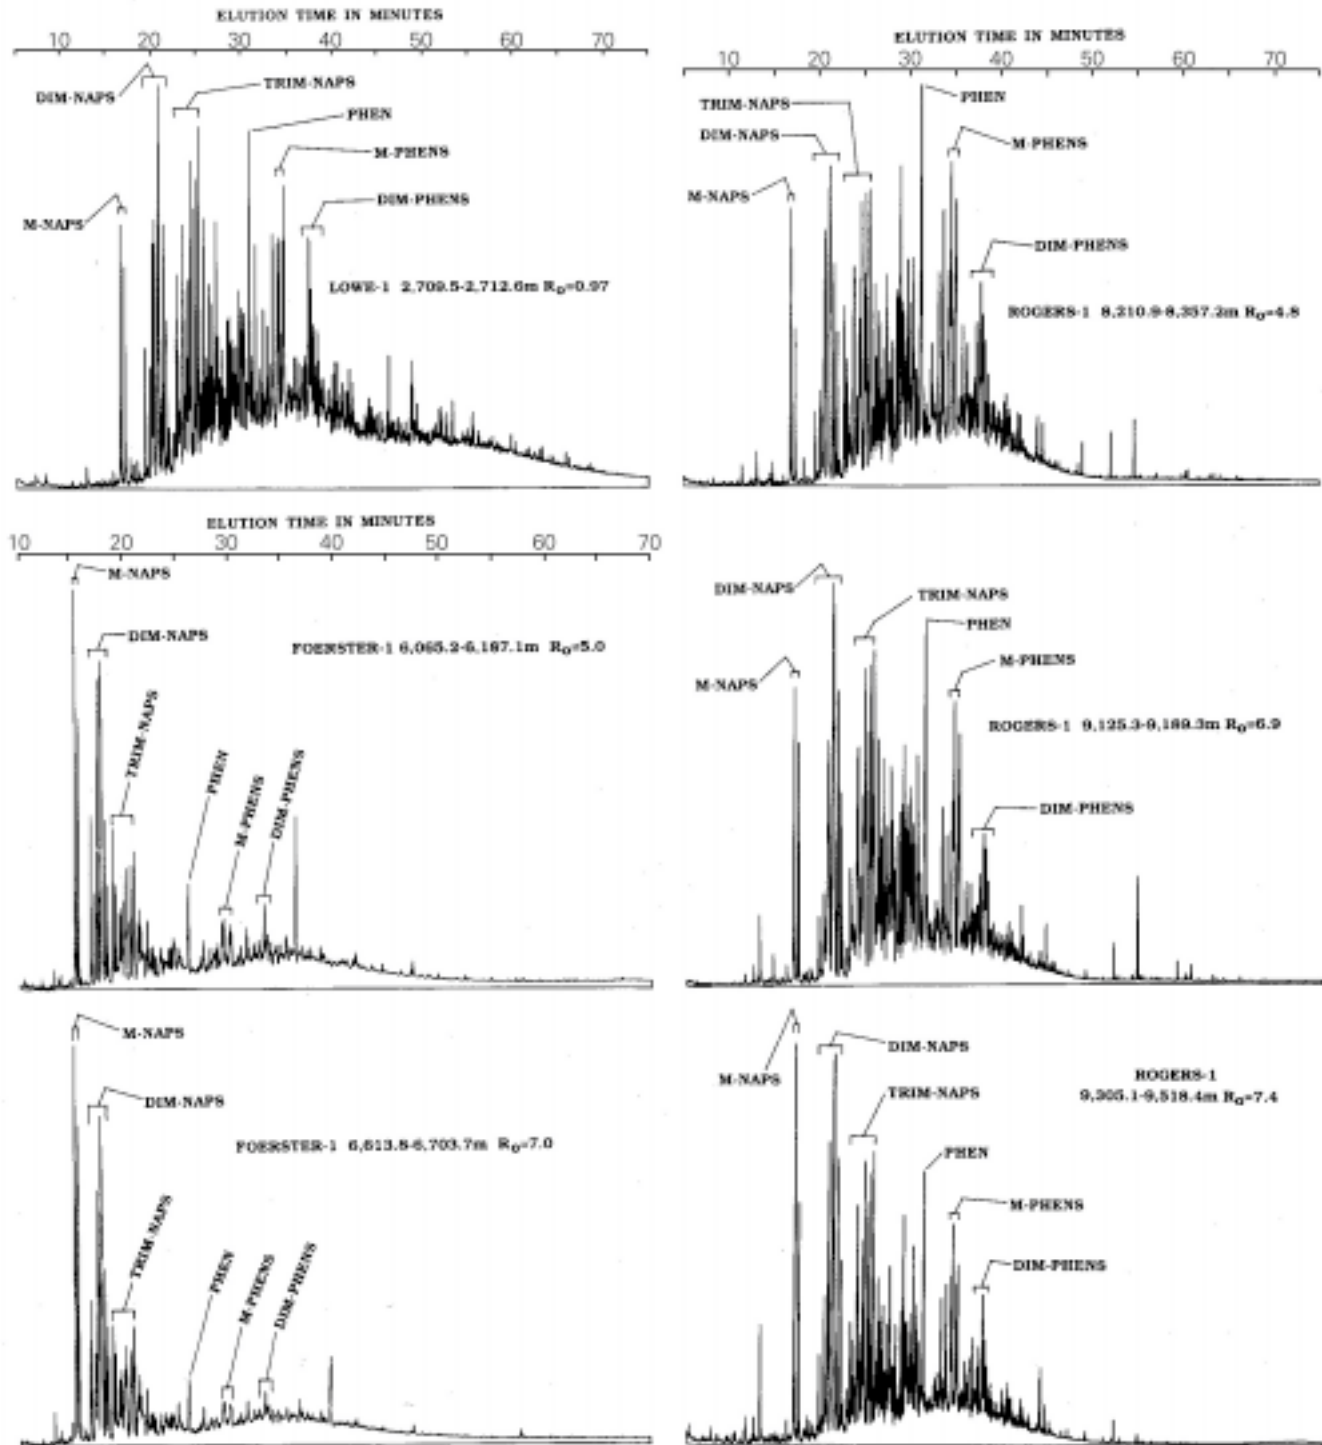 ELUTION TIME IN MINUTES
10 20 30 40 50 60 70
DIM-NAPS
TRIM-NAPS
PHEN
M-PHENS
M-NAPS
DIM-PHENS
LOWE-1 2,709.5-2,712.6m Ro=0.97
ELUTION TIME IN MINUTES
10 20 30 40 50 60 70
PHEN
TRIM-NAPS
DIM-NAPS
M-PHENS
M-NAPS
DIM-PHENS
ROGERS-1 8,210.9-8,357.2m Ro=4.8
ELUTION TIME IN MINUTES
10 20 30 40 50 60 70
M-NAPS
DIM-NAPS
FOERSTER-1 6,065.2-6,187.1m Ro=5.0
TRIM-NAPS
PHEN
M-PHENS
DIM-PHENS
DIM-NAPS
TRIM-NAPS
PHEN
M-PHENS
M-NAPS
ROGERS-1 9,125.3-9,189.3m Ro=6.9
DIM-PHENS
M-NAPS
DIM-NAPS
FOERSTER-1 6,613.8-6,703.7m Ro=7.0
TRIM-NAPS
PHEN
M-PHENS
DIM-PHENS
DIM-NAPS
M-NAPS
ROGERS-1
9,305.1-9,518.4m Ro=7.4
TRIM-NAPS
PHEN
M-PHENS
DIM-PHENS